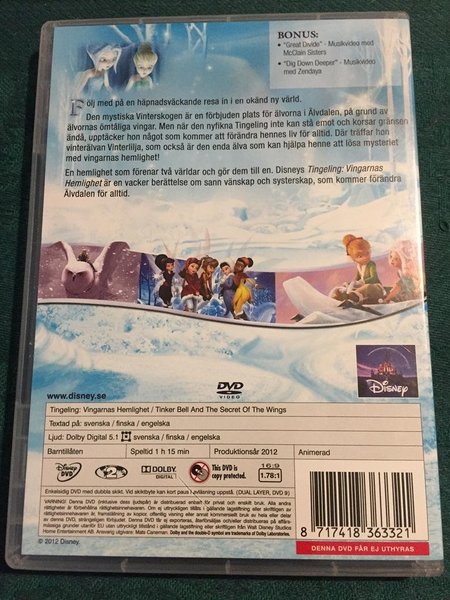 BONUS:
• "Great Divide" - Musikvideo med
McClain Sisters
• "Dig Down Deeper" - Musikvideo
med Zendaya
Följ med på en häpnadsväckande resa in i en okänd ny värld.
Den mystiska Vinterskogen är en förbjuden plats för älvorna i Älvdalen, på grund av
älvornas ömtåliga vingar. Men när den nyfikna Tingeling inte kan stå emot och korsar gränsen
ändå, upptäcker hon något som kommer att förändra hennes liv för alltid. Där träffar hon
vinterälvan Vinterlilja, som också är den enda älva som kan hjälpa henne att lösa mysteriet
med vingarnas hemlighet!
En hemlighet som förenar två världar och gör dem till en. Disneys Tingeling: Vingarnas
Hemlighet är en vacker berättelse om sann vänskap och systerskap, som kommer förändra
Älvdalen för alltid.
www.disney.se
DVD
VIDEO
Disney
Tingeling: Vingarnas Hemlighet / Tinker Bell And The Secret Of The Wings
Textad på: svenska / finska / engelska
Ljud: Dolby Digital 5.1 svenska / finska / engelska
Barntillåten Speltid 1 h 15 min Produktionsår 2012 Animerad
Disney DVD
DOLBY
DIGITAL
This DVD is
copy protected.
16:9
1.78:1
Enkelsidig DVD med dubbla skikt. Vid skiktbyte kan kort paus i avläsning uppstå. (DUAL LAYER, DVD 9)
© 2012 Disney.
8 717418 363321
DENNA DVD FÅR EJ UTHYRAS